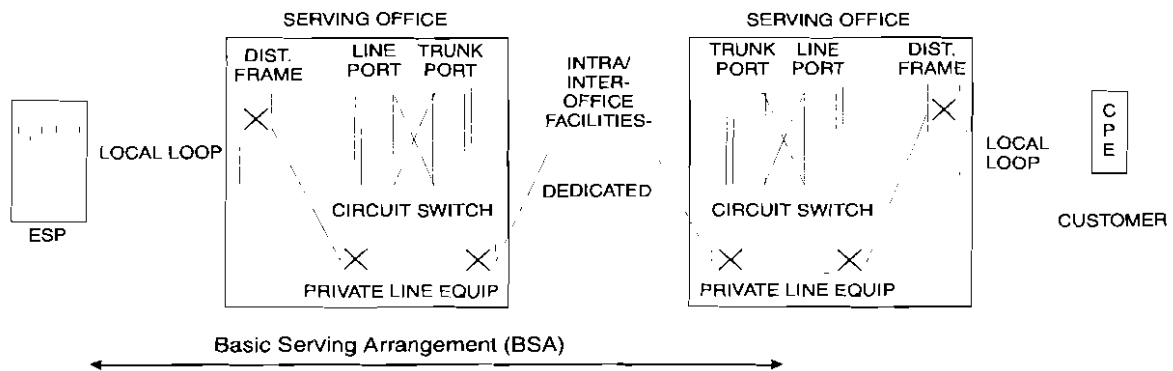 SERVING OFFICE
SERVING OFFICE
DIST.
FRAME
LINE
PORT
TRUNK
PORT
INTRA/
INTER-
OFFICE
FACILITIES-
DEDICATED
TRUNK
PORT
LINE
PORT
DIST.
FRAME
ESP
LOCAL LOOP
CIRCUIT SWITCH
PRIVATE LINE EQUIP
CIRCUIT SWITCH
PRIVATE LINE EQUIP
LOCAL
LOOP
C
P
E
CUSTOMER
Basic Serving Arrangement (BSA)